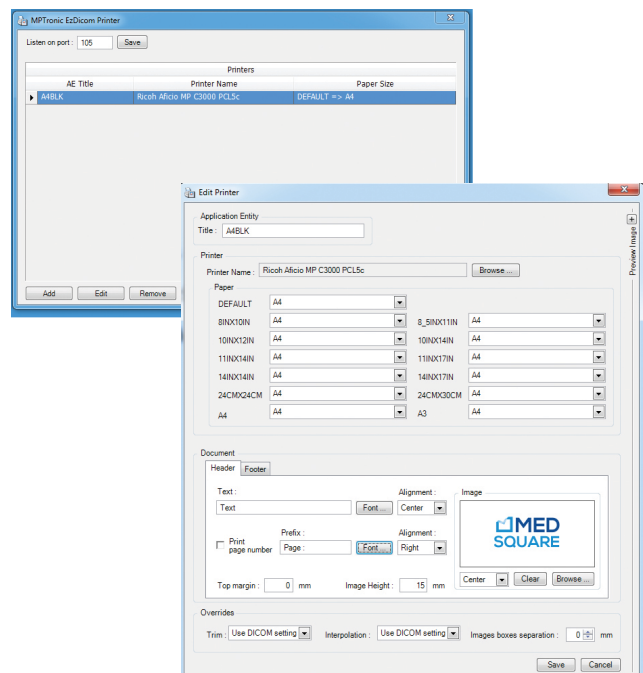 MPTronic EzDicom Printer
Listen on port : 105 Save
Printers
AE Title Printer Name Paper Size
A4BLK Ricoh Aficio MP C3000 PCL5c DEFAULT => A4
Add Edit Remove
Edit Printer
Preview Image
Application Entity
Title : A4BLK
Printer
Printer Name : Ricoh Aficio MP C3000 PCL5c Browse ...
Paper
DEFAULT A4
8INX10IN A4 8_5INX11IN A4
10INX12IN A4 10INX14IN A4
11INX14IN A4 11INX17IN A4
14INX14IN A4 14INX17IN A4
24CMX24CM A4 24CMX30CM A4
A4 A4 A3 A4
Document
Header Footer
Text : Alignment : Image
Text Font ... Center
MED
SQUARE
Prefix : Alignment :
Print page number Page : Font ... Right
Center Clear Browse ...
Top margin : 0 mm Image Height : 15 mm
Overrides
Trim : Use DICOM setting Interpolation : Use DICOM setting Images boxes separation : 0 mm
Save Cancel